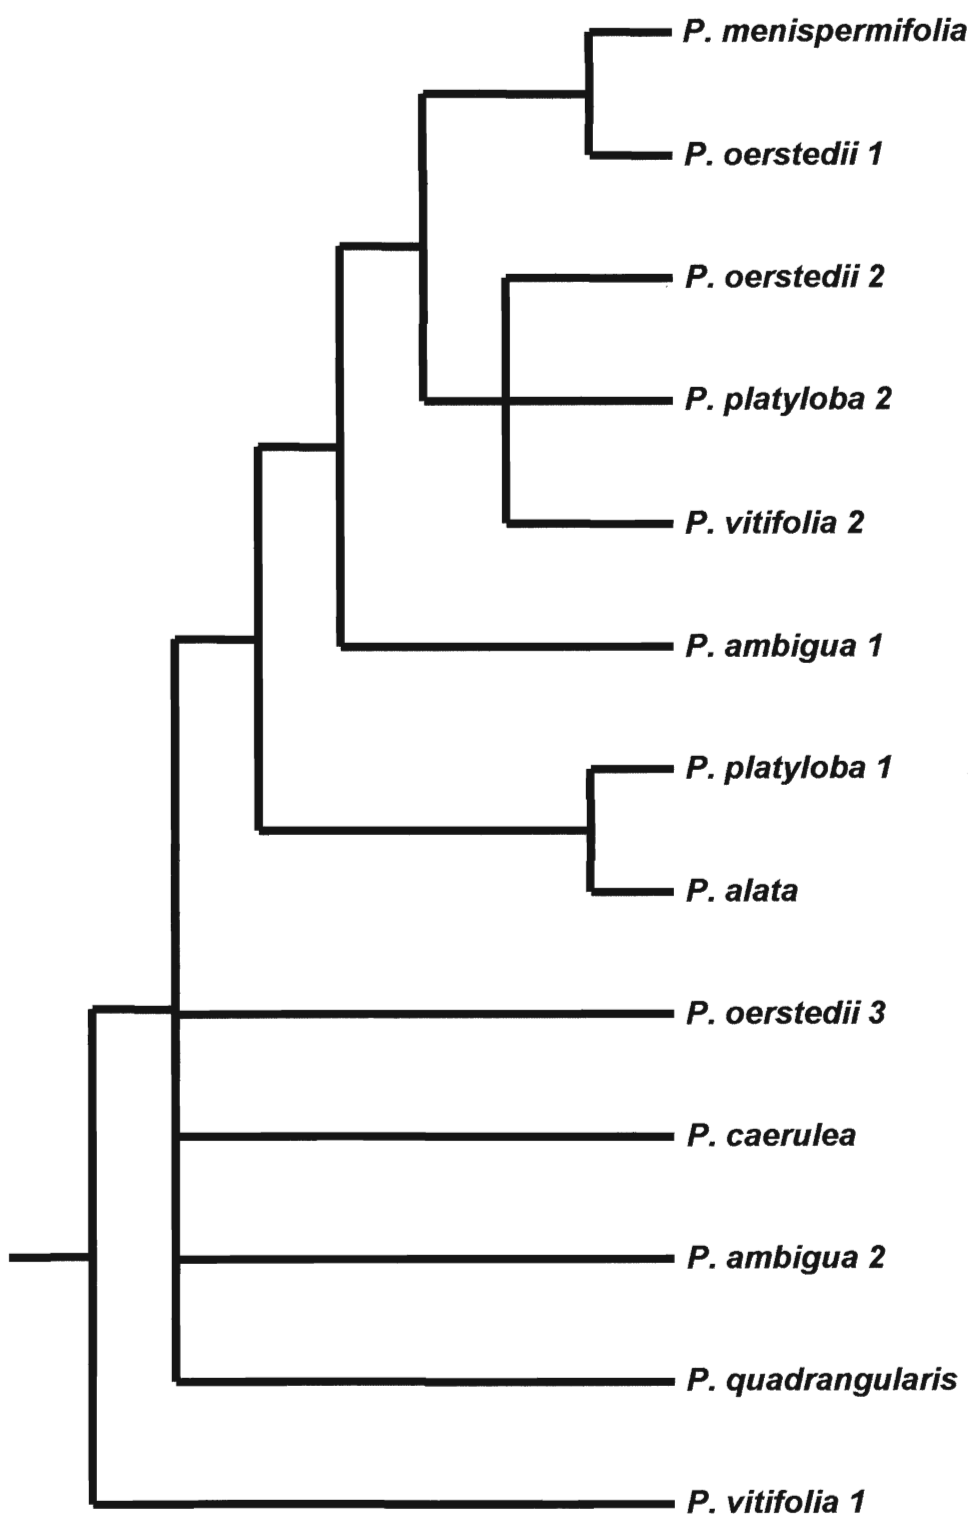 P. menispermifolia
P. oerstedii 1
P. oerstedii 2
P. platyloba 2
P. vitifolia 2
P. ambigua 1
P. platyloba 1
P. alata
P. oerstedii 3
P. caerulea
P. ambigua 2
P. quadrangularis
P. vitifolia 1